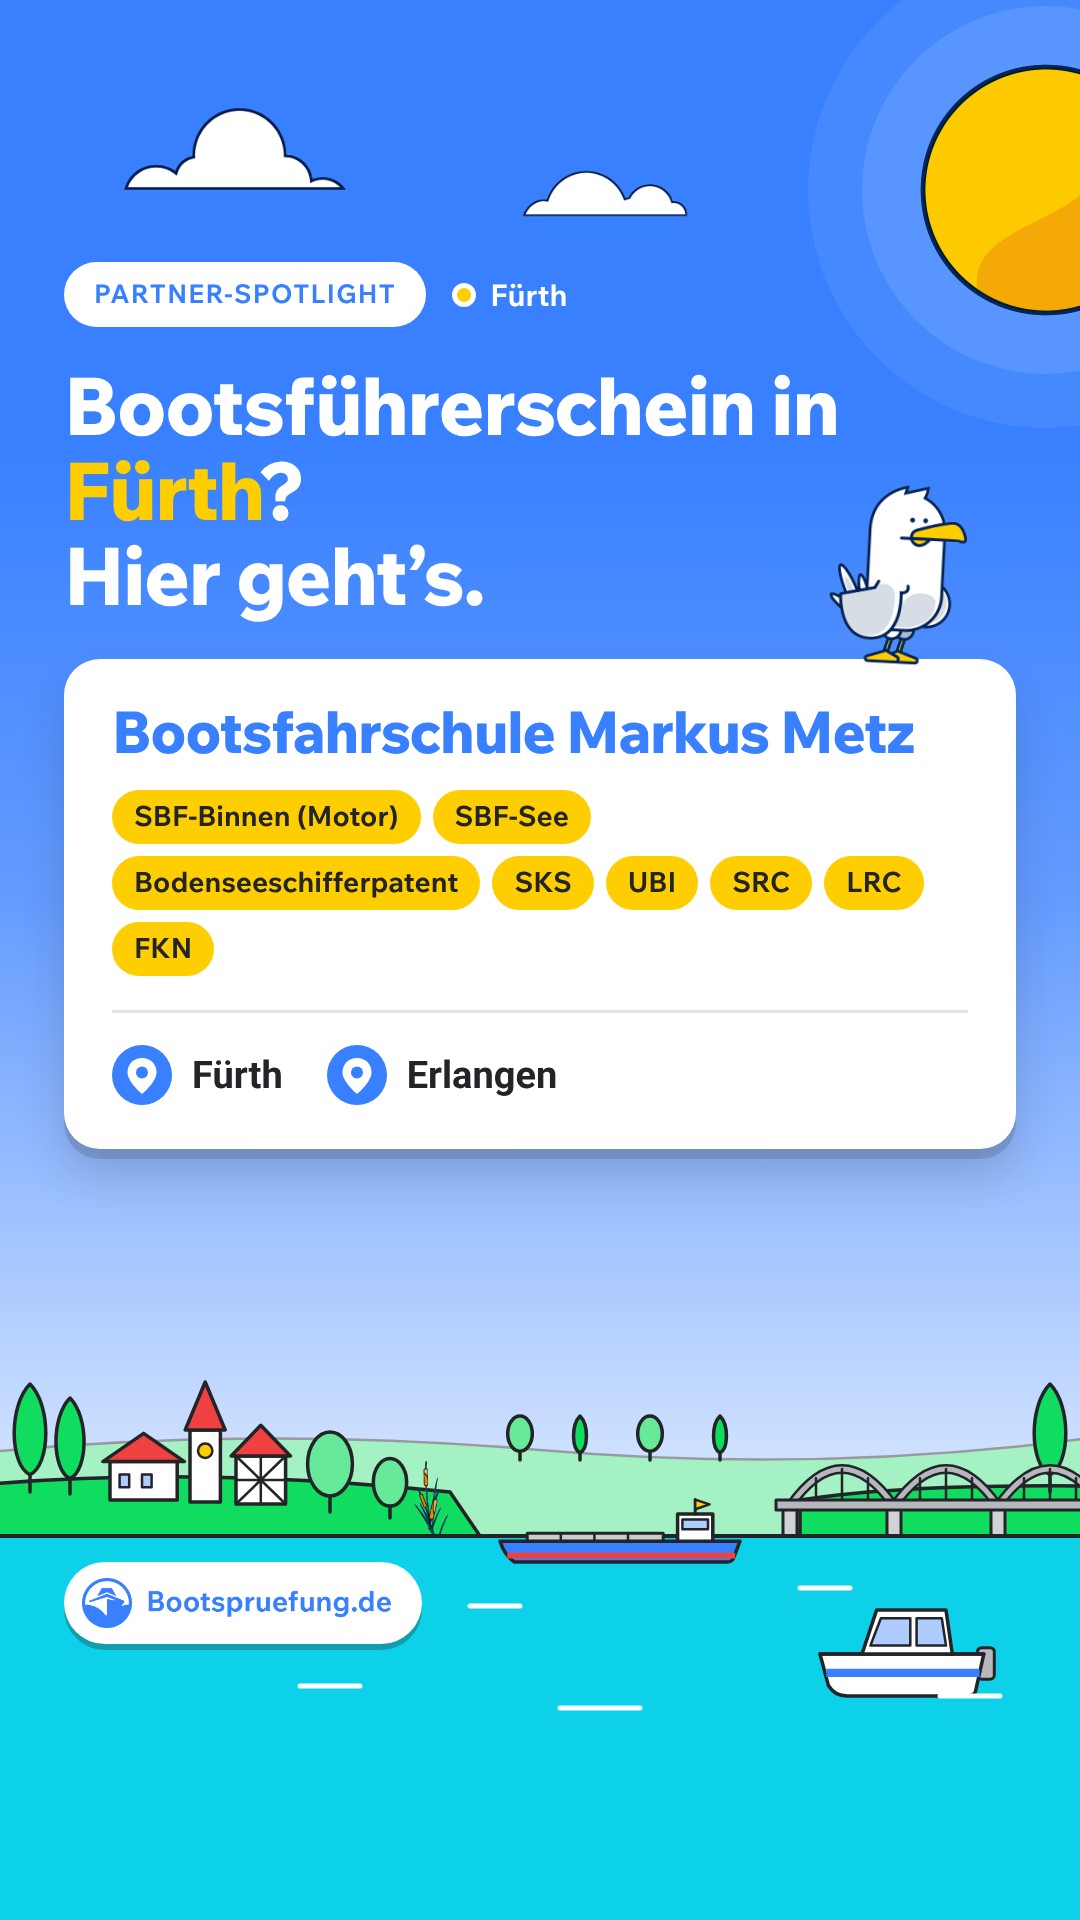 PARTNER-SPOTLIGHT
Fürth
Bootsführerschein in
Fürth?
Hier geht’s.
Bootsfahrschule Markus Metz
SBF-Binnen (Motor) SBF-See
Bodenseeschifferpatent SKS UBI SRC LRC
FKN
Fürth Erlangen
Bootspruefung.de